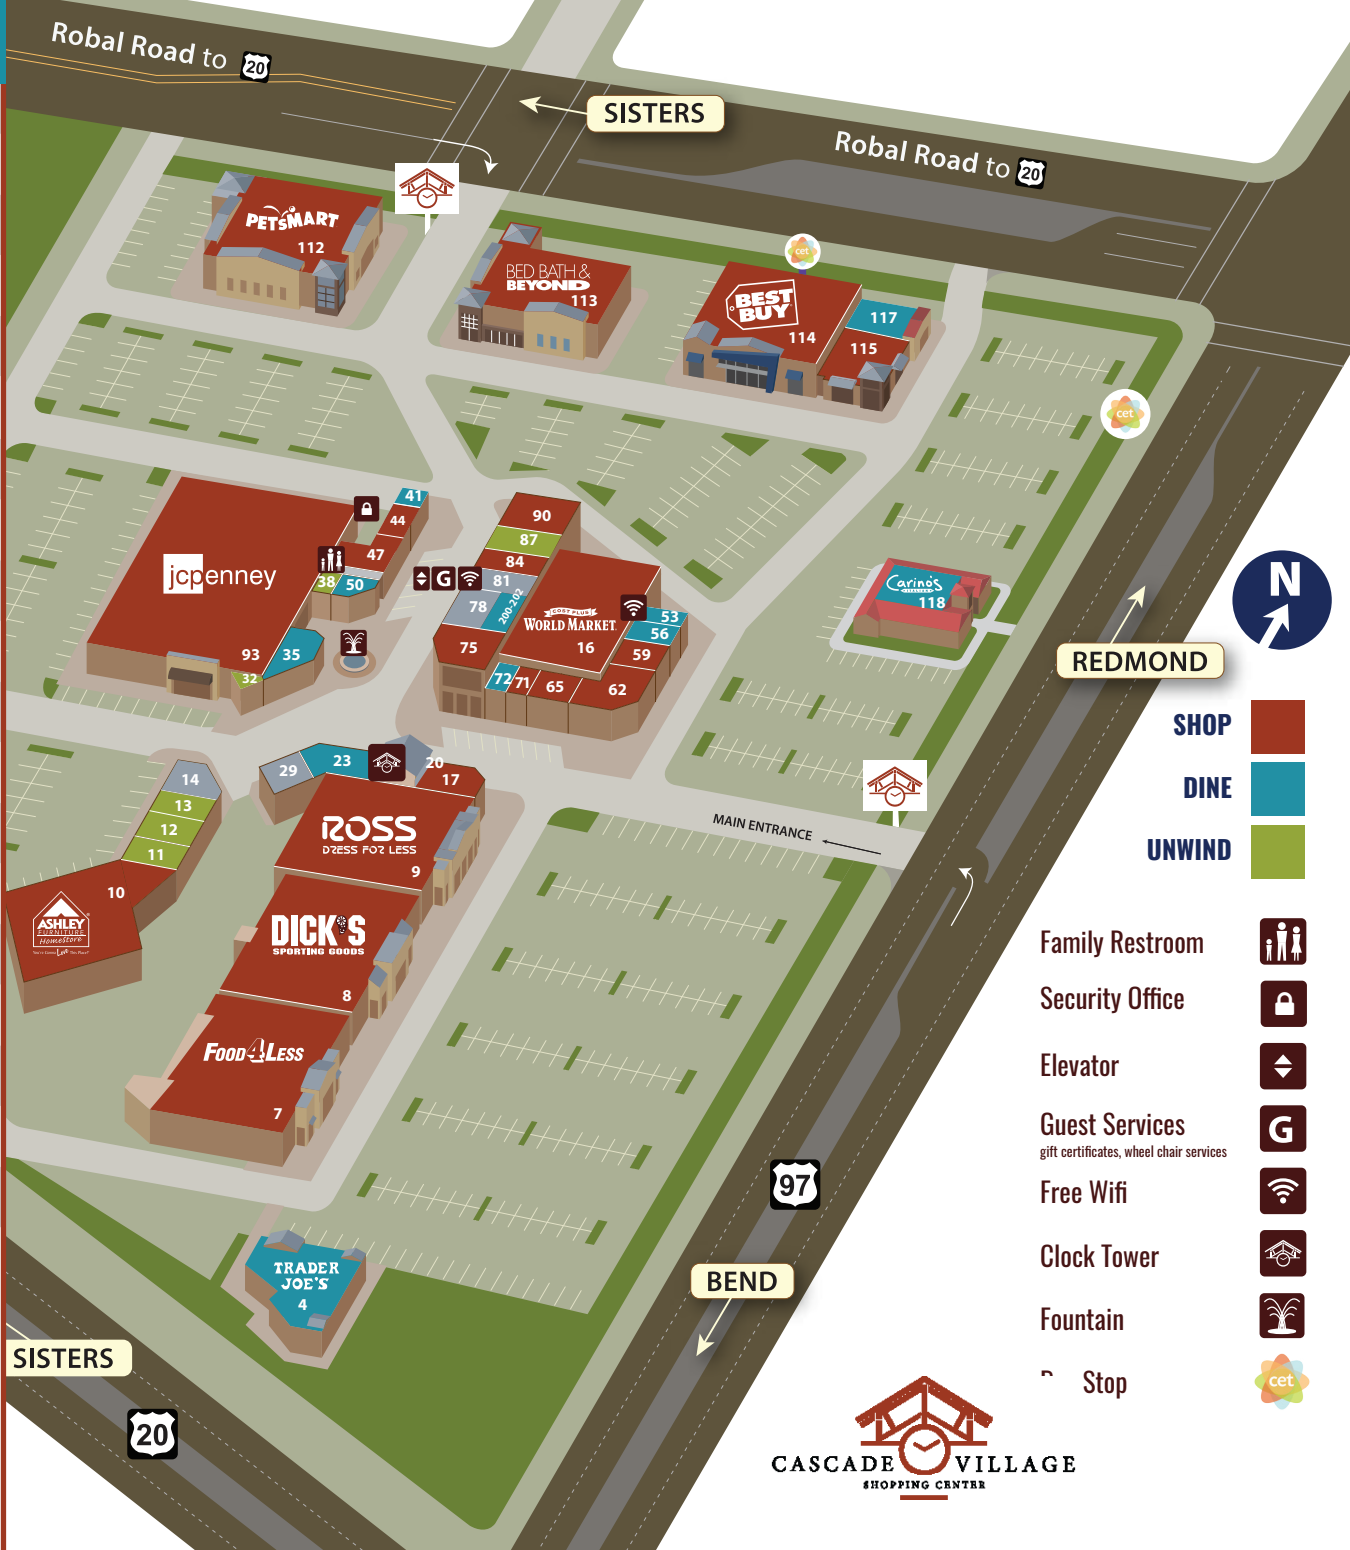 Robal Road to 20
SISTERS
Robal Road to 20
PETSMART
112
BED BATH &
BEYOND
113
cet
BEST
BUY
114
117
115
cet
41
44
47
38
50
jcpenney
93
35
32
90
87
84
81
78
200-202
75
G
COST PLUS
WORLD MARKET
16
53
56
59
62
65
71
72
Carino's
118
N
REDMOND
SHOP
DINE
UNWIND
14
13
12
11
10
ASHLEY
FURNITURE
HomeStore
29
23
20
17
ROSS
DRESS FOR LESS
9
MAIN ENTRANCE
DICK'S
SPORTING GOODS
8
FOOD 4 LESS
7
Family Restroom
Security Office
Elevator
Guest Services G
gift certificates, wheel chair services
Free Wifi
Clock Tower
Fountain
Stop cet
97
BEND
TRADER
JOE'S
4
SISTERS
20
CASCADE VILLAGE
SHOPPING CENTER